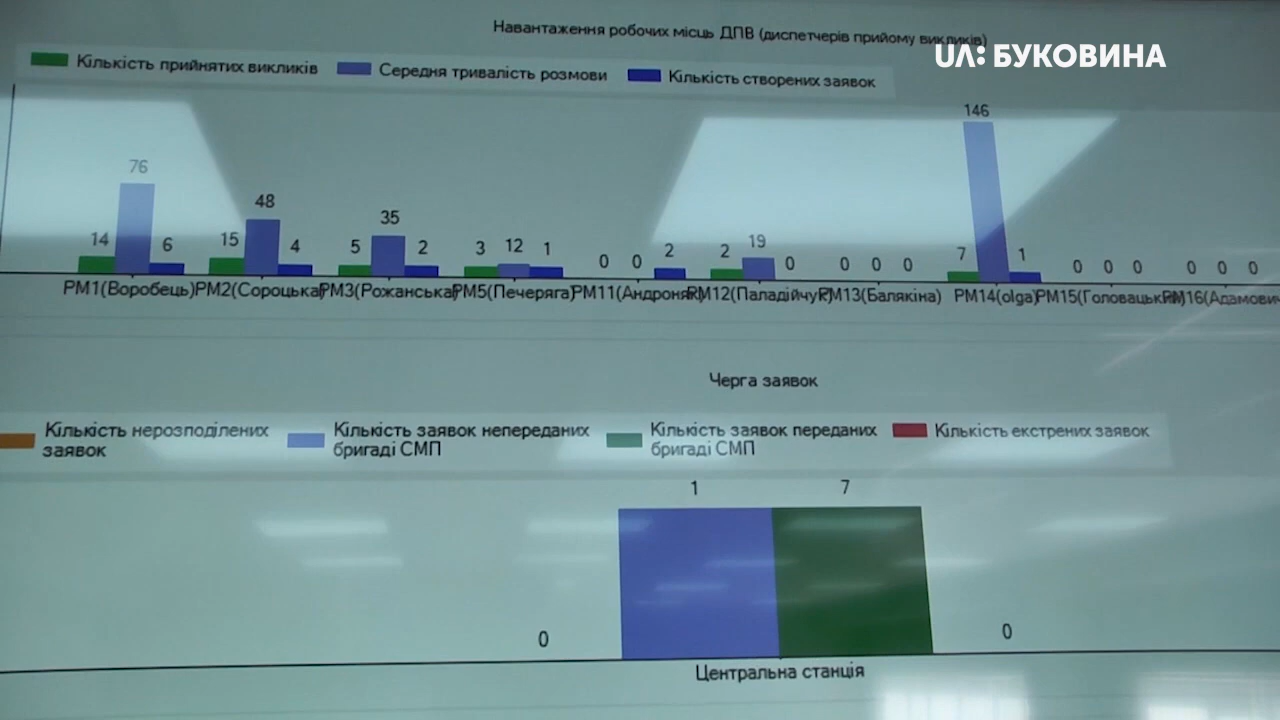 Навантаження робочих місць ДПВ (диспетчерів прийому викликів)
UA: БУКОВИНА
Кількість прийнятих викликів Середня тривалість розмови Кількість створених заявок
146
76
48
35
14 6 15 4 5 2 3 12 1 0 0 2 2 19 0 0 0 0 7 1 0 0 0 0 0 0
РМ1(Воробець) РМ2(Сороцька) РМ3(Рожанська) РМ5(Печеряга) РМ11(Андроняк) РМ12(Паладійчук) РМ13(Балякіна) РМ14(olga) РМ15(Головацький) РМ16(Адамович
Черга заявок
Кількість нерозподілених
заявок
Кількість заявок непереданих
бригаді СМП
Кількість заявок переданих
бригаді СМП
Кількість екстрених заявок
1 7
0 0
Центральна станція